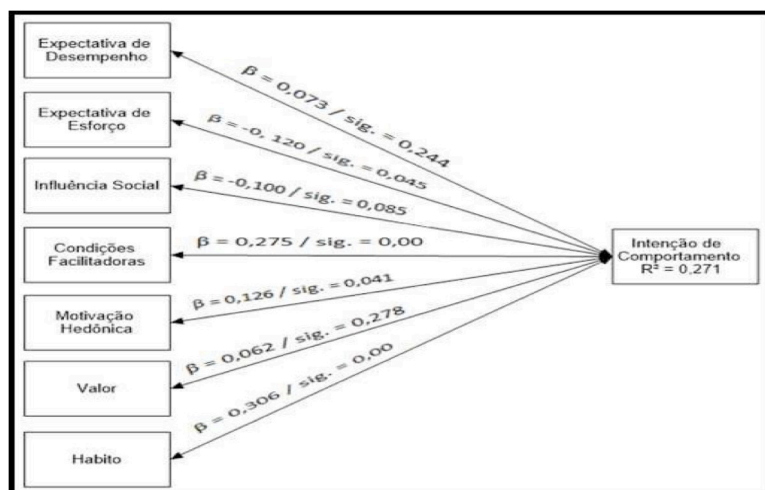 Expectativa de
Desempenho
β = 0,073 / sig. = 0,244
Expectativa de
Esforço
β = -0, 120 / sig. = 0,045
Influência Social
β = -0,100 / sig. = 0,085
Condições
Facilitadoras
β = 0,275 / sig. = 0,00
Motivação
Hedônica
β = 0,126 / sig. = 0,041
Valor
β = 0,062 / sig. = 0,278
Habito
β = 0,306 / sig. = 0,00
Intenção de
Comportamento
R² = 0,271